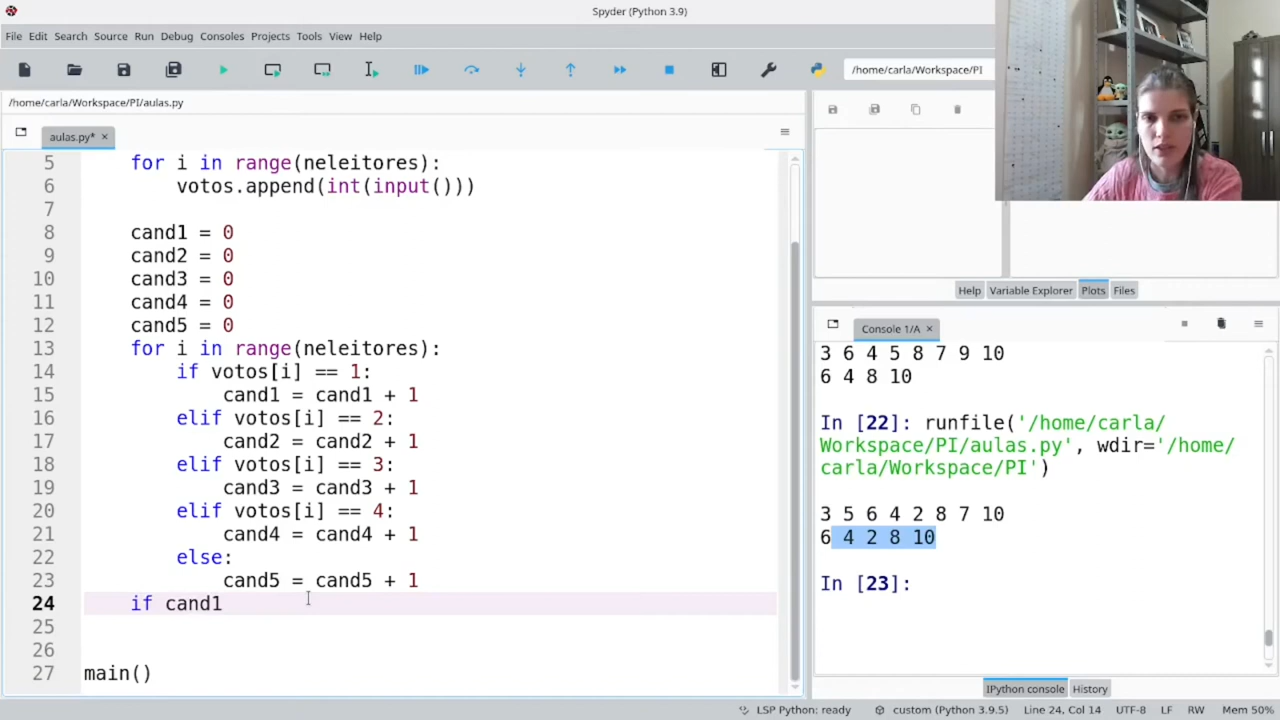 Spyder (Python 3.9)
File Edit Search Source Run Debug Consoles Projects Tools View Help
/home/carla/Workspace/PI
/home/carla/Workspace/PI/aulas.py
aulas.py* ×
5 for i in range(neleitores):
6 votos.append(int(input()))
7
8 cand1 = 0
9 cand2 = 0
10 cand3 = 0
11 cand4 = 0
12 cand5 = 0
13 for i in range(neleitores):
14 if votos[i] == 1:
15 cand1 = cand1 + 1
16 elif votos[i] == 2:
17 cand2 = cand2 + 1
18 elif votos[i] == 3:
19 cand3 = cand3 + 1
20 elif votos[i] == 4:
21 cand4 = cand4 + 1
22 else:
23 cand5 = cand5 + 1
24 if cand1
25
26
27 main()
Help Variable Explorer Plots Files
Console 1/A ×
3 6 4 5 8 7 9 10
6 4 8 10
In [22]: runfile('/home/carla/
Workspace/PI/aulas.py', wdir='/home/
carla/Workspace/PI')
3 5 6 4 2 8 7 10
6 4 2 8 10
In [23]:
IPython console History
LSP Python: ready custom (Python 3.9.5) Line 24, Col 14 UTF-8 LF RW Mem 50%